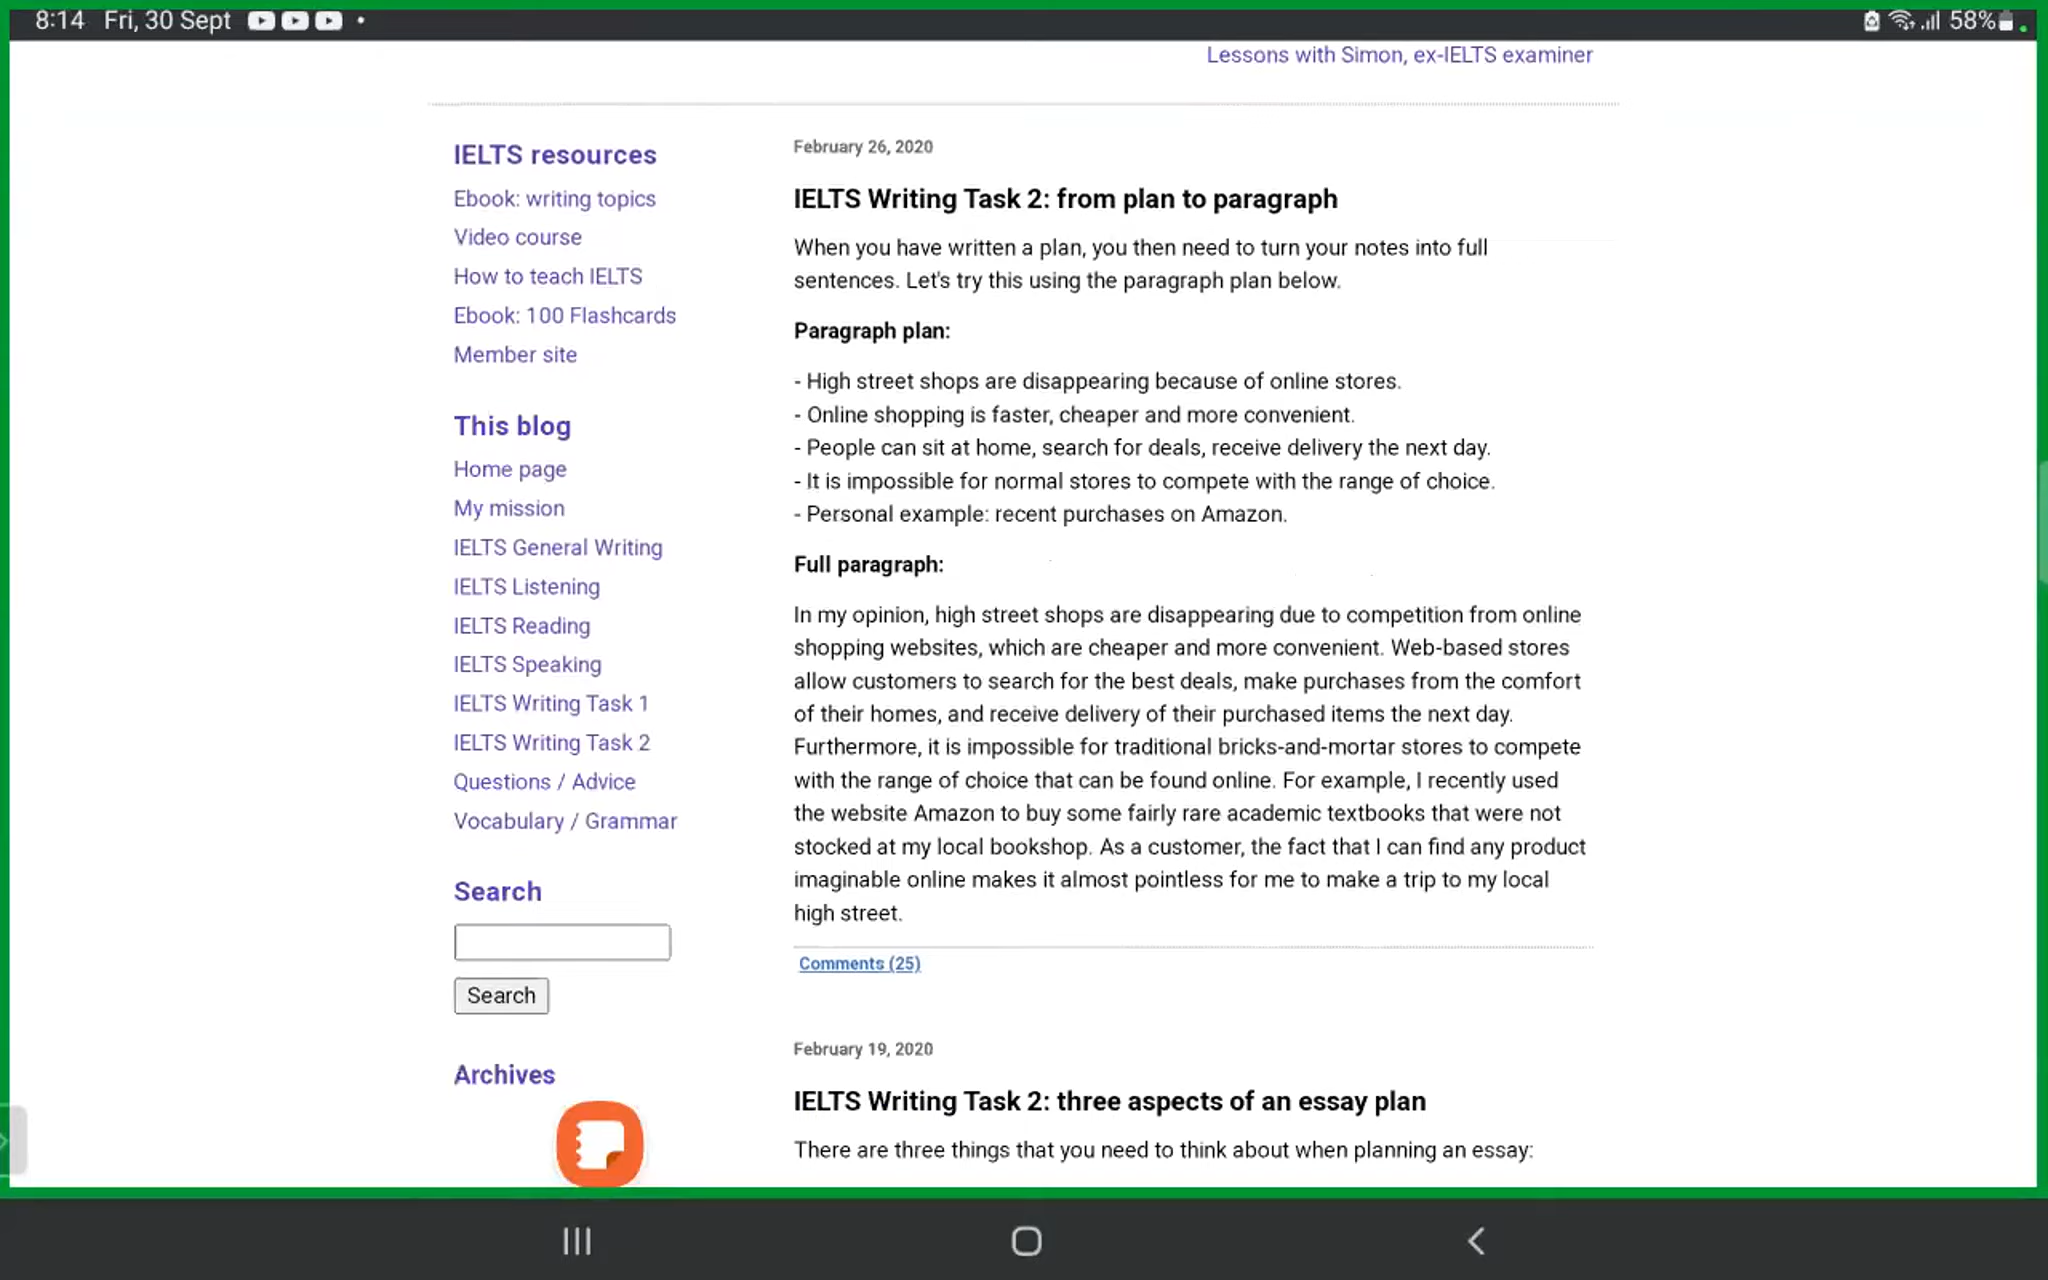 8:14 Fri, 30 Sept
58%
Lessons with Simon, ex-IELTS examiner
IELTS resources
Ebook: writing topics
Video course
How to teach IELTS
Ebook: 100 Flashcards
Member site
This blog
Home page
My mission
IELTS General Writing
IELTS Listening
IELTS Reading
IELTS Speaking
IELTS Writing Task 1
IELTS Writing Task 2
Questions / Advice
Vocabulary / Grammar
Search
Search
Archives
February 26, 2020
IELTS Writing Task 2: from plan to paragraph
When you have written a plan, you then need to turn your notes into full
sentences. Let's try this using the paragraph plan below.
Paragraph plan:
- High street shops are disappearing because of online stores.
- Online shopping is faster, cheaper and more convenient.
- People can sit at home, search for deals, receive delivery the next day.
- It is impossible for normal stores to compete with the range of choice.
- Personal example: recent purchases on Amazon.
Full paragraph:
In my opinion, high street shops are disappearing due to competition from online
shopping websites, which are cheaper and more convenient. Web-based stores
allow customers to search for the best deals, make purchases from the comfort
of their homes, and receive delivery of their purchased items the next day.
Furthermore, it is impossible for traditional bricks-and-mortar stores to compete
with the range of choice that can be found online. For example, I recently used
the website Amazon to buy some fairly rare academic textbooks that were not
stocked at my local bookshop. As a customer, the fact that I can find any product
imaginable online makes it almost pointless for me to make a trip to my local
high street.
Comments (25)
February 19, 2020
IELTS Writing Task 2: three aspects of an essay plan
There are three things that you need to think about when planning an essay: